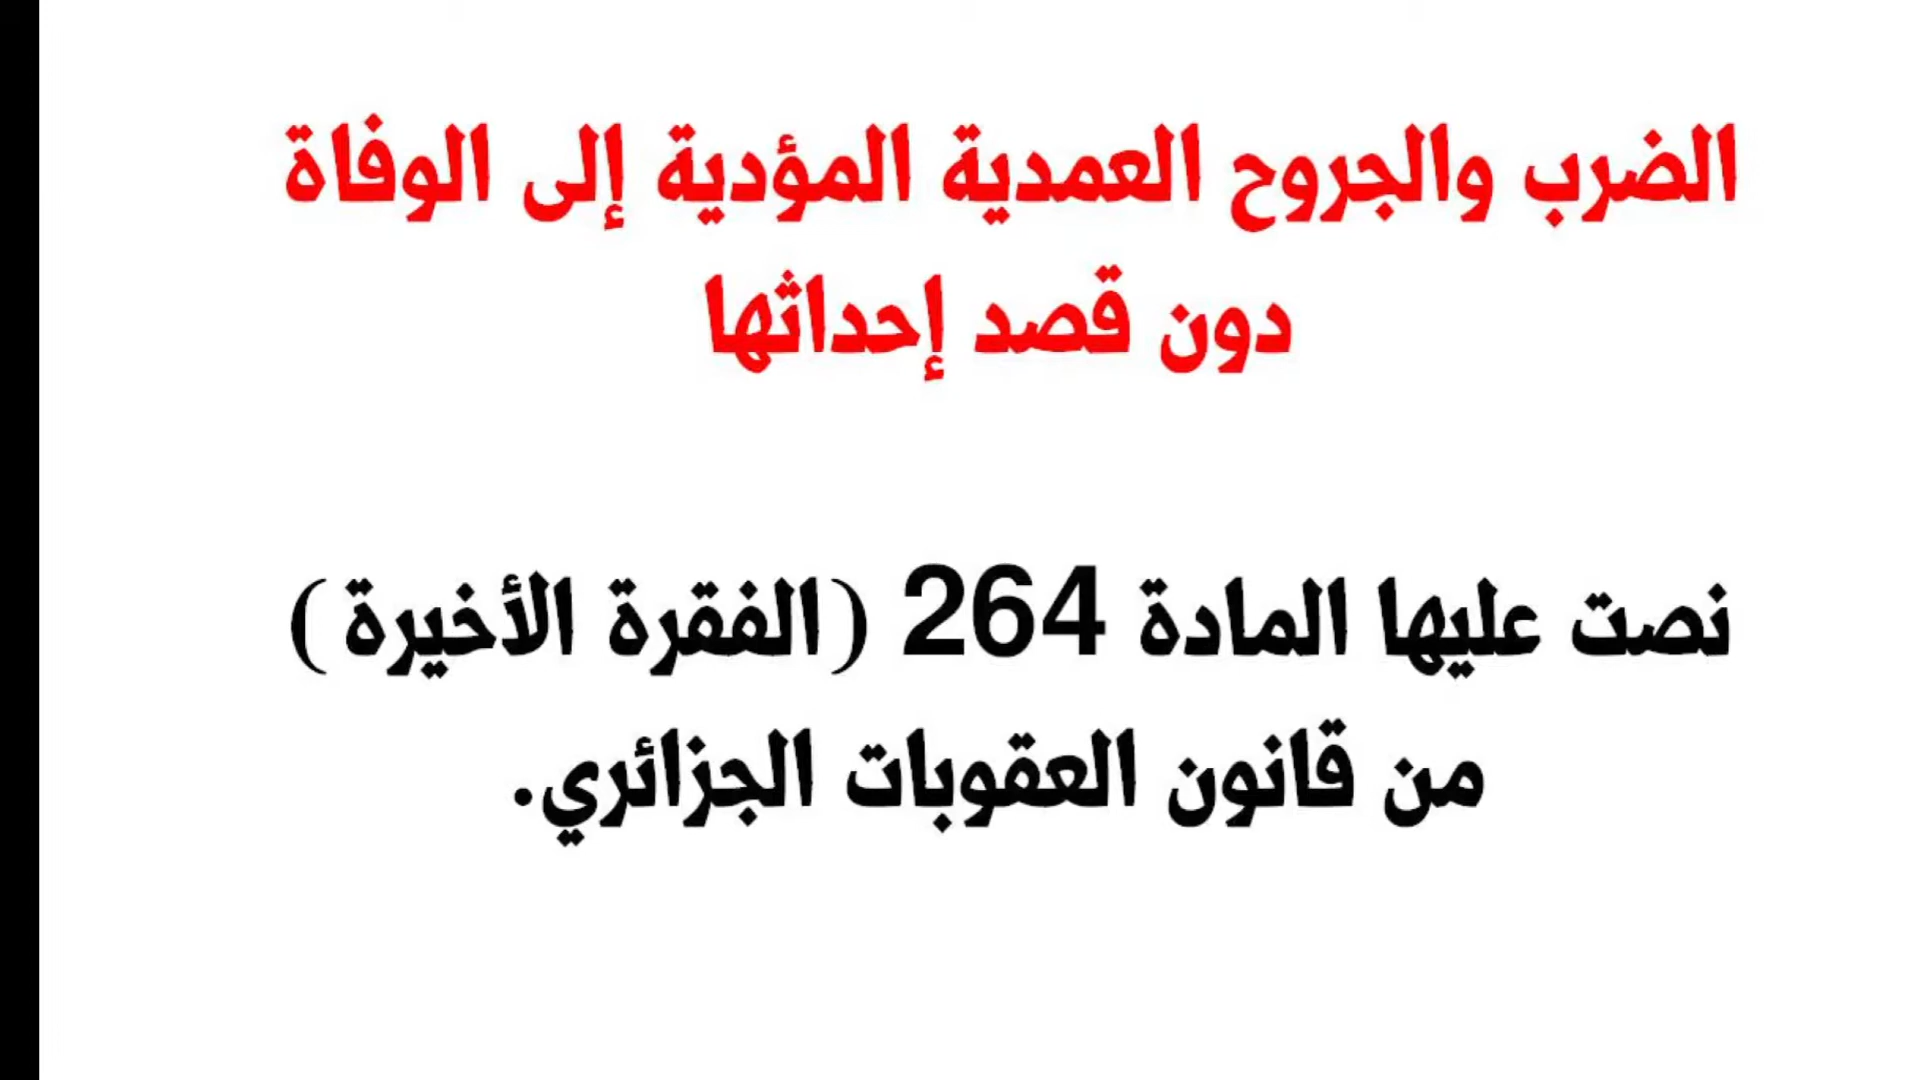 الضرب والجروح العمدية المؤدية إلى الوفاة
دون قصد إحداثها
نصت عليها المادة 264 (الفقرة الأخيرة )
من قانون العقوبات الجزائري.